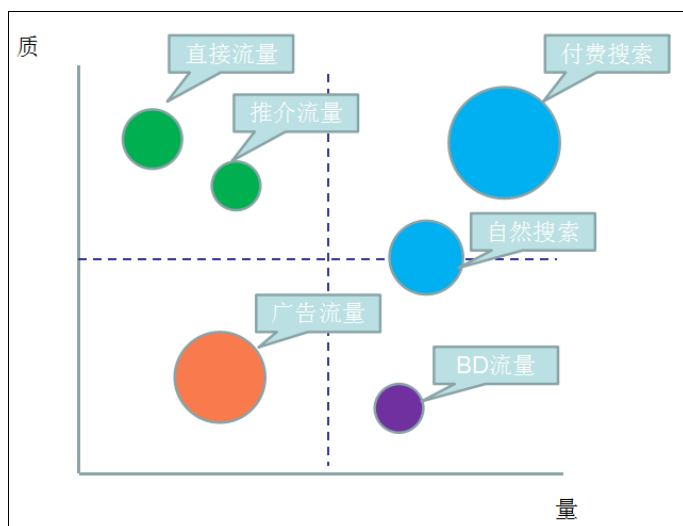 质
直接流量
付费搜索
推介流量
自然搜索
广告流量
BD流量
量